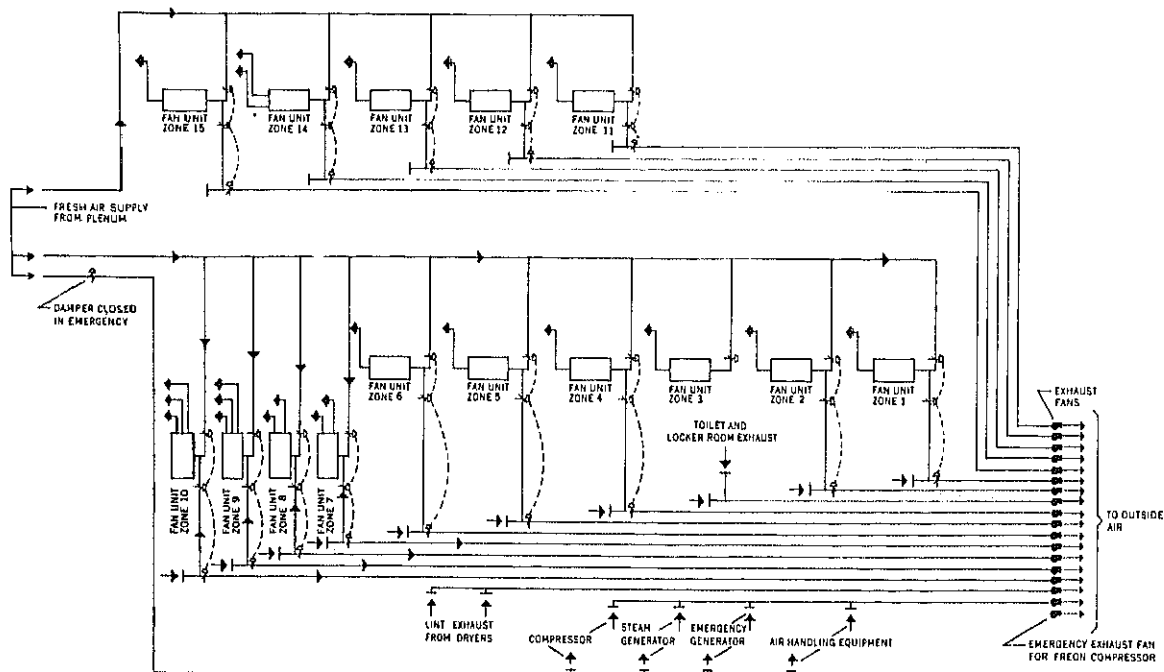 FAN UNIT
ZONE 15
FAN UNIT
ZONE 14
FAN UNIT
ZONE 13
FAN UNIT
ZONE 12
FAN UNIT
ZONE 11
FRESH AIR SUPPLY
FROM PLENUM
DAMPER CLOSED
IN EMERGENCY
FAN UNIT
ZONE 6
FAN UNIT
ZONE 5
FAN UNIT
ZONE 4
FAN UNIT
ZONE 3
FAN UNIT
ZONE 2
FAN UNIT
ZONE 1
EXHAUST
FANS
TOILET AND
LOCKER ROOM EXHAUST
FAN UNIT
ZONE 10
FAN UNIT
ZONE 9
FAN UNIT
ZONE 8
FAN UNIT
ZONE 7
TO OUTSIDE
AIR
LINT EXHAUST
FROM DRYERS
COMPRESSOR
STEAM
GENERATOR
EMERGENCY
GENERATOR
AIR HANDLING EQUIPMENT
EMERGENCY EXHAUST FAN
FOR FREON COMPRESSOR